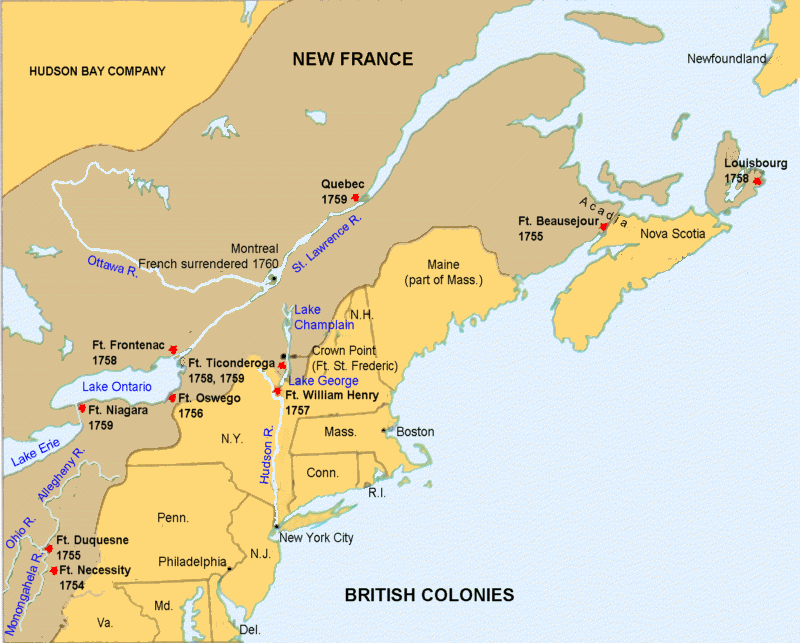 NEW FRANCE
HUDSON BAY COMPANY
Newfoundland
Louisbourg
1758
Quebec
1759
Acadia
Ft. Beausejour
1755
Nova Scotia
St. Lawrence R.
Montreal
French surrendered 1760
Ottawa R.
Maine
(part of Mass.)
Lake
Champlain
N.H.
Ft. Frontenac
1758
Crown Point
(Ft. St. Frederic)
Ft. Ticonderoga
1758, 1759
Lake George
Lake Ontario
Ft. William Henry
1757
Ft. Oswego
1756
Ft. Niagara
1759
Mass.
Boston
N.Y.
Hudson R.
Lake Erie
Allegheny R.
Conn.
R.I.
Penn.
Ohio R.
New York City
Ft. Duquesne
1755
N.J.
Philadelphia
Ft. Necessity
1754
Monongahela R.
BRITISH COLONIES
Md.
Va.
Del.